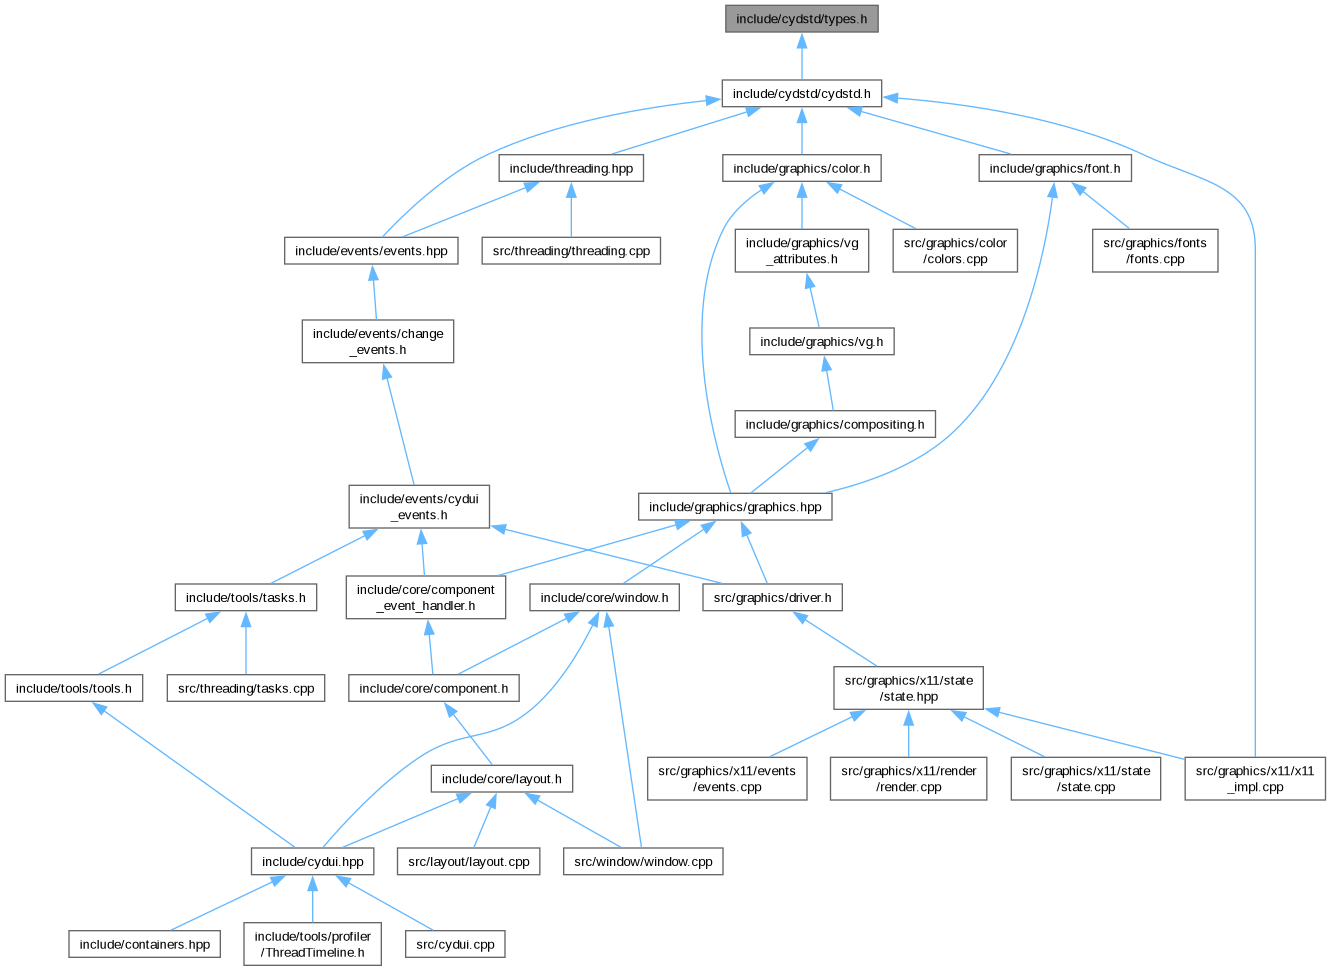 include/cydstd/types.h
include/cydstd/cydstd.h
include/threading.hpp
include/graphics/color.h
include/graphics/font.h
include/events/events.hpp
src/threading/threading.cpp
include/graphics/vg
_attributes.h
src/graphics/color
/colors.cpp
src/graphics/fonts
/fonts.cpp
include/events/change
_events.h
include/graphics/vg.h
include/graphics/compositing.h
include/events/cydui
_events.h
include/graphics/graphics.hpp
include/tools/tasks.h
include/core/component
_event_handler.h
include/core/window.h
src/graphics/driver.h
include/tools/tools.h
src/threading/tasks.cpp
include/core/component.h
src/graphics/x11/state
/state.hpp
include/core/layout.h
src/graphics/x11/events
/events.cpp
src/graphics/x11/render
/render.cpp
src/graphics/x11/state
/state.cpp
src/graphics/x11/x11
_impl.cpp
include/cydui.hpp
src/layout/layout.cpp
src/window/window.cpp
include/containers.hpp
include/tools/profiler
/ThreadTimeline.h
src/cydui.cpp